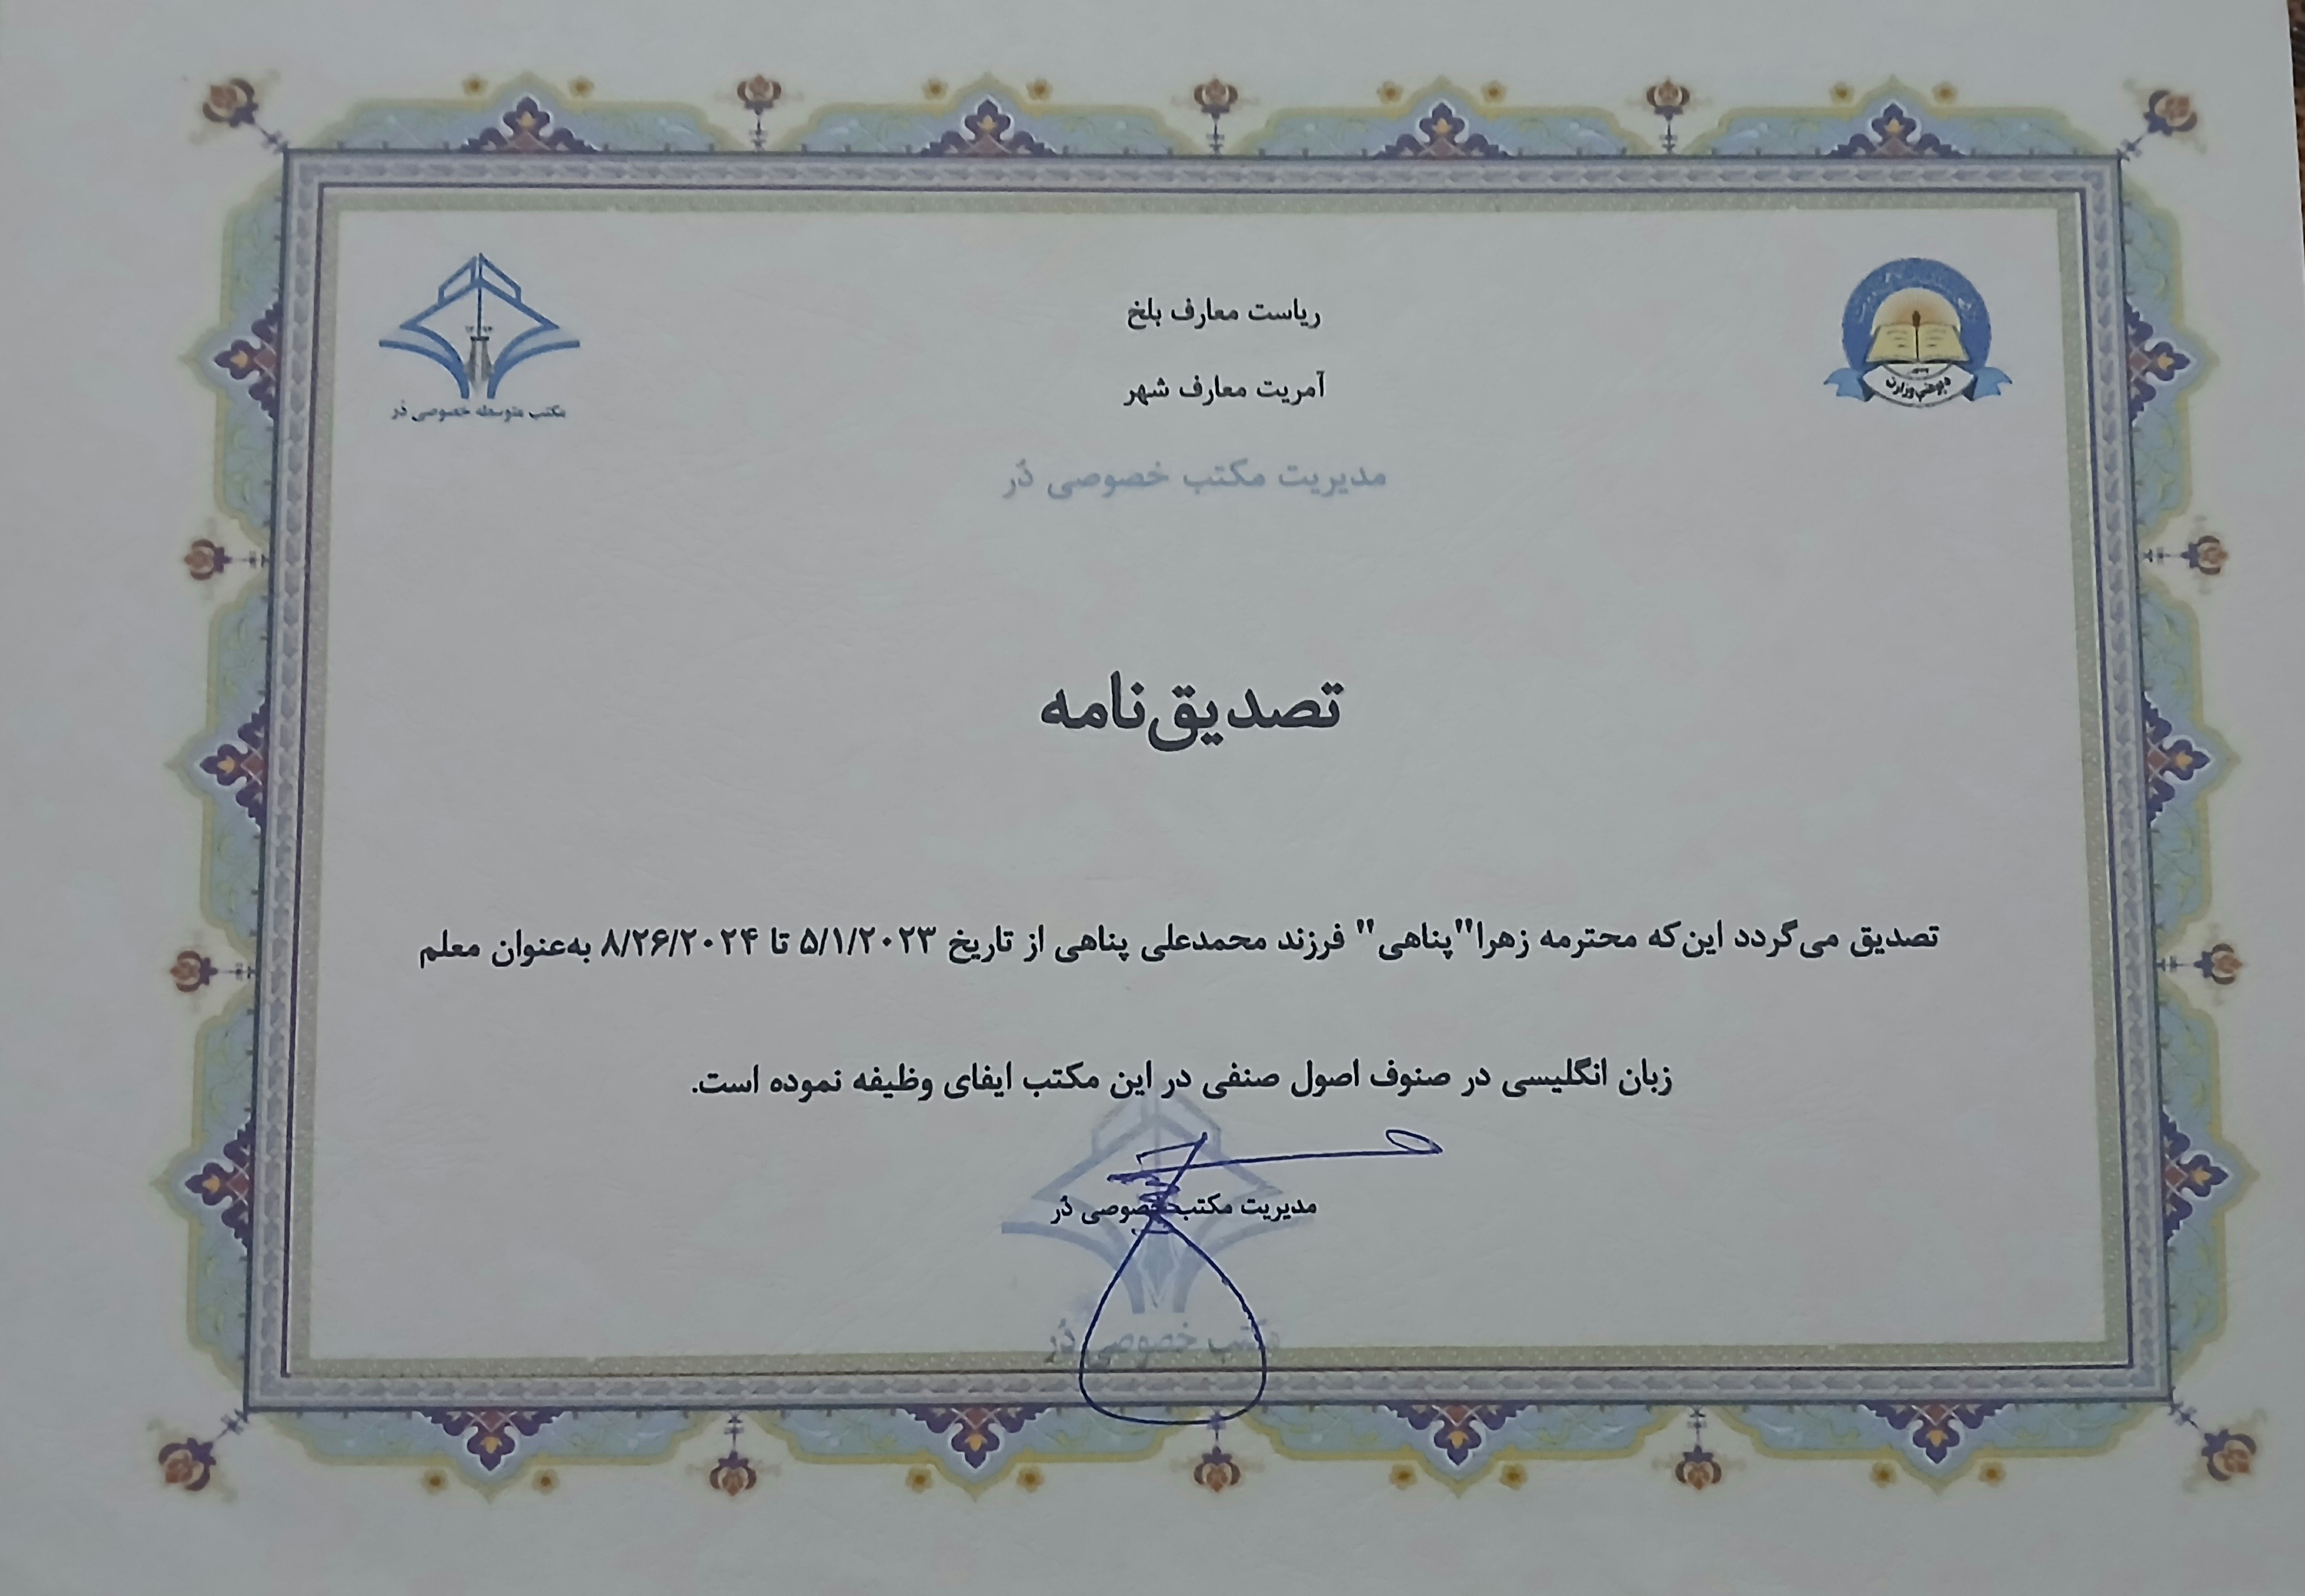 ریاست معارف بلخ
آمریت معارف شهر
مدیریت مکتب خصوصی دُر
مکتب متوسطه خصوصی دُر
د پوهنې وزارت
تصدیق‌نامه
تصدیق می‌گردد این‌که محترمه زهرا"پناهی" فرزند محمدعلی پناهی از تاریخ ۵/۱/۲۰۲۳ تا ۸/۲۶/۲۰۲۴ به‌عنوان معلم
زبان انگلیسی در صنوف اصول صنفی در این مکتب ایفای وظیفه نموده است.
مدیریت مکتب خصوصی دُر
مکتب خصوصی دُر